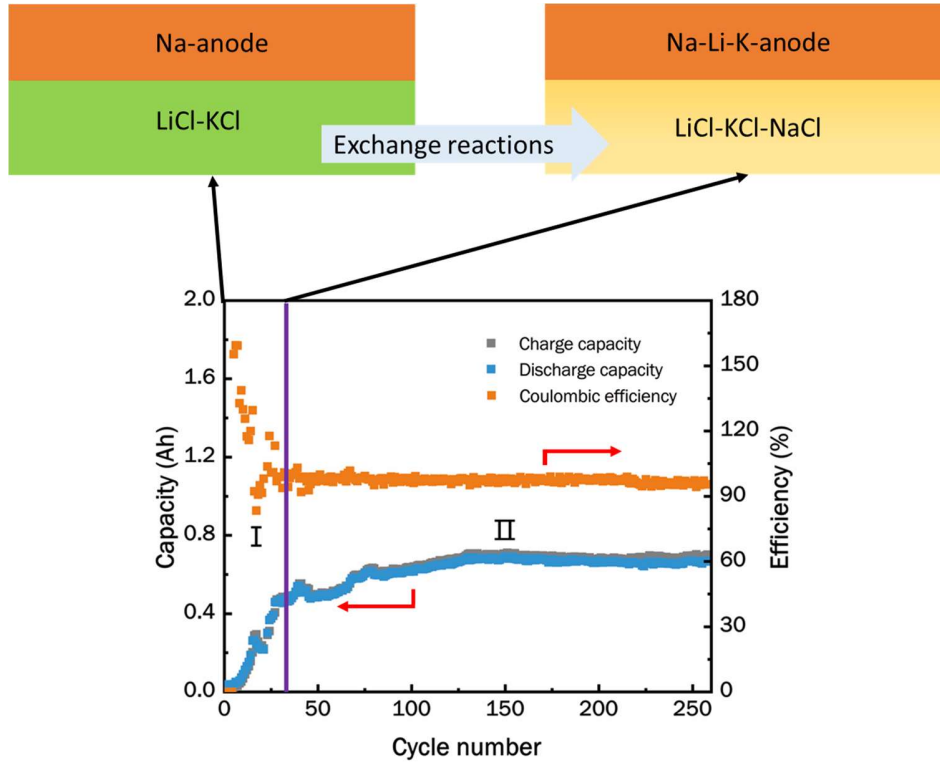 Na-anode
Na-Li-K-anode
LiCl-KCl
LiCl-KCl-NaCl
Exchange reactions
2.0
180
Charge capacity
Discharge capacity
Coulombic efficiency
1.6
150
1.2
120
Capacity (Ah)
Efficiency (%)
90
I
II
0.8
60
0.4
30
0.0
0
0
50
100
150
200
250
Cycle number